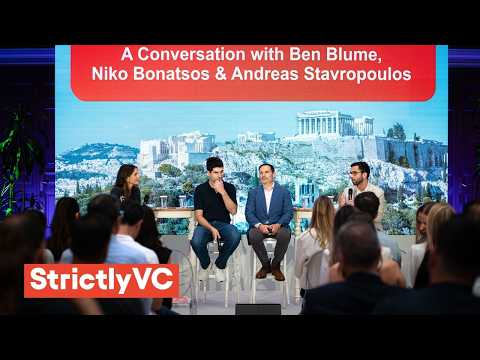 A Conversation with Ben Blume,
Niko Bonatsos & Andreas Stavropoulos
StrictlyVC